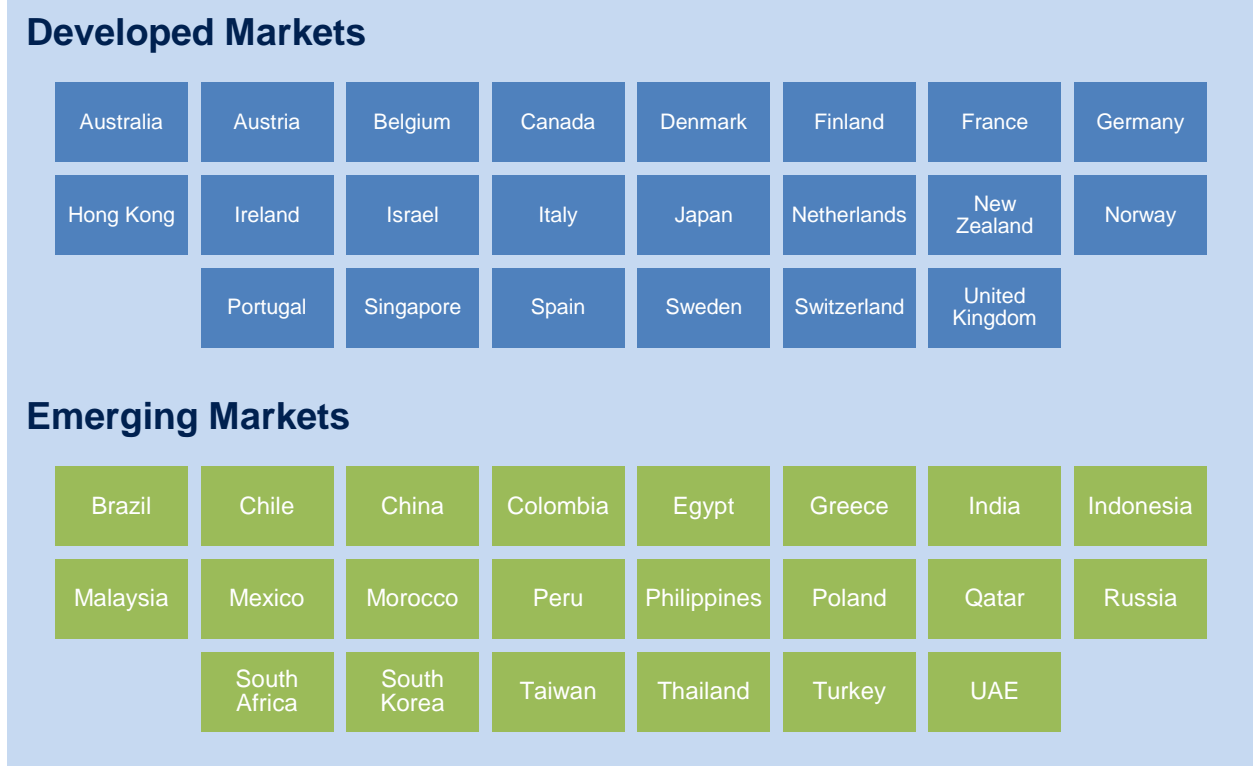 Developed Markets
Australia Austria Belgium Canada Denmark Finland France Germany
Hong Kong Ireland Israel Italy Japan Netherlands New Zealand Norway
Portugal Singapore Spain Sweden Switzerland United Kingdom
Emerging Markets
Brazil Chile China Colombia Egypt Greece India Indonesia
Malaysia Mexico Morocco Peru Philippines Poland Qatar Russia
South Africa South Korea Taiwan Thailand Turkey UAE